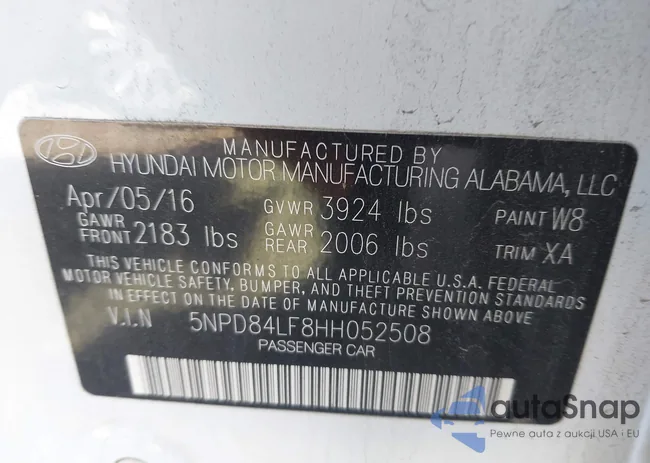 MANUFACTURED BY
HYUNDAI MOTOR MANUFACTURING ALABAMA, LLC
Apr/05/16 GVWR 3924 lbs PAINT W8
GAWR FRONT 2183 lbs GAWR REAR 2006 lbs TRIM XA
THIS VEHICLE CONFORMS TO ALL APPLICABLE U.S.A. FEDERAL
MOTOR VEHICLE SAFETY, BUMPER, AND THEFT PREVENTION
STANDARDS IN EFFECT ON THE DATE OF MANUFACTURE SHOWN ABOVE
V.I.N 5NPD84LF8HH052508
PASSENGER CAR
autaSnap
Pewne auta z aukcji USA i EU